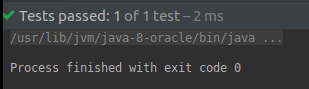 Tests passed: 1 of 1 test – 2 ms
/usr/lib/jvm/java-8-oracle/bin/java ...
Process finished with exit code 0